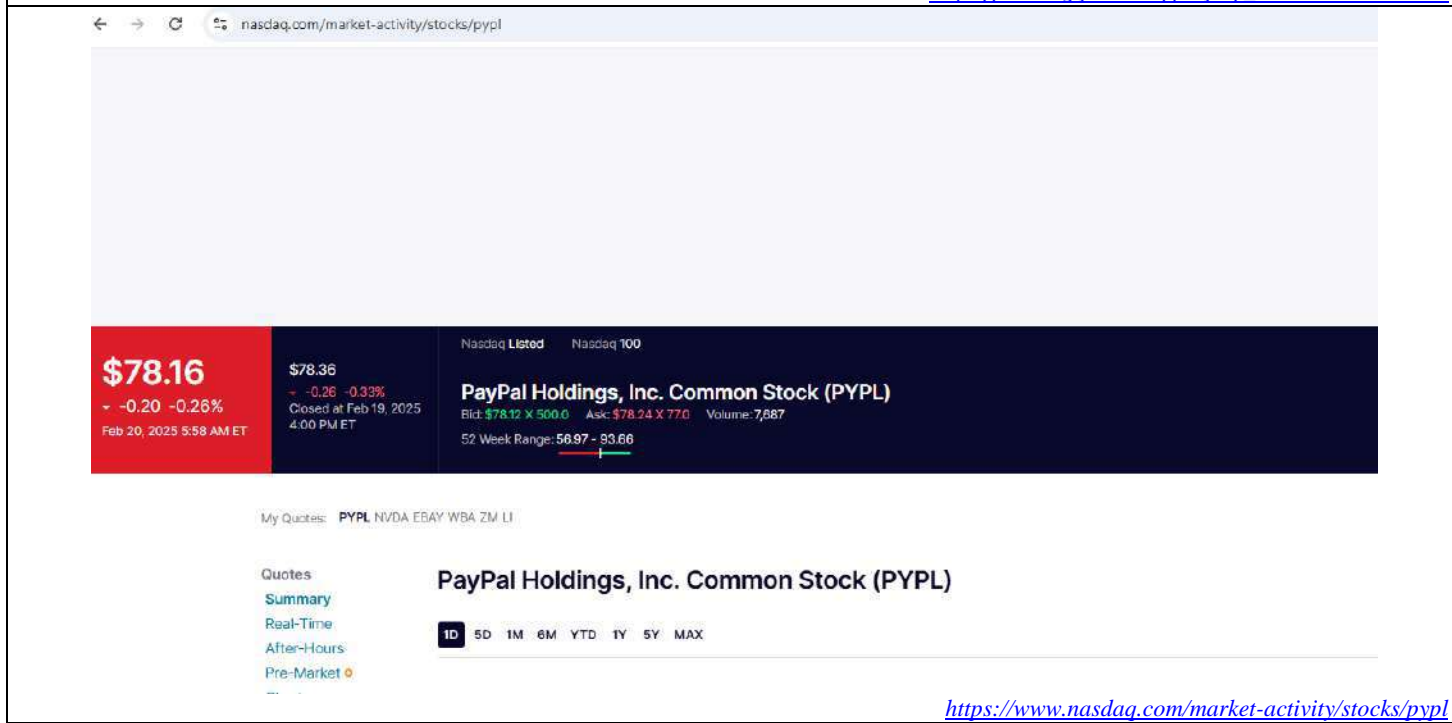 nasdaq.com/market-activity/stocks/pypl
$78.16
-0.20 -0.26%
Feb 20, 2025 5:58 AM ET
$78.36
-0.26 -0.33%
Closed at Feb 19, 2025
4:00 PM ET
Nasdaq Listed Nasdaq 100
PayPal Holdings, Inc. Common Stock (PYPL)
Bid: $78.12 X 500.0 Ask: $78.24 X 77.0 Volume: 7,687
52 Week Range: 56.97 - 93.66
My Quotes: PYPL NVDA EBAY WBA ZM LI
Quotes
Summary
Real-Time
After-Hours
Pre-Market
PayPal Holdings, Inc. Common Stock (PYPL)
1D 5D 1M 6M YTD 1Y 5Y MAX
https://www.nasdaq.com/market-activity/stocks/pypl